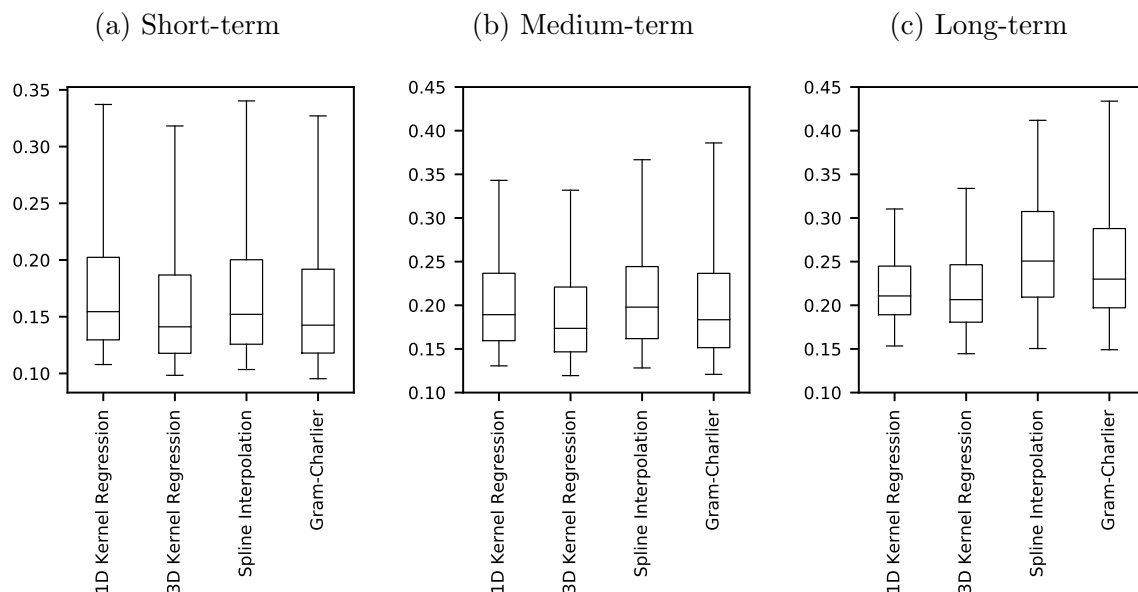 (a) Short-term
(b) Medium-term
(c) Long-term
0.35
0.30
0.25
0.20
0.15
0.10
1D Kernel Regression
3D Kernel Regression
Spline Interpolation
Gram-Charlier
0.45
0.40
0.35
0.30
0.25
0.20
0.15
0.10
1D Kernel Regression
3D Kernel Regression
Spline Interpolation
Gram-Charlier
0.45
0.40
0.35
0.30
0.25
0.20
0.15
0.10
1D Kernel Regression
3D Kernel Regression
Spline Interpolation
Gram-Charlier